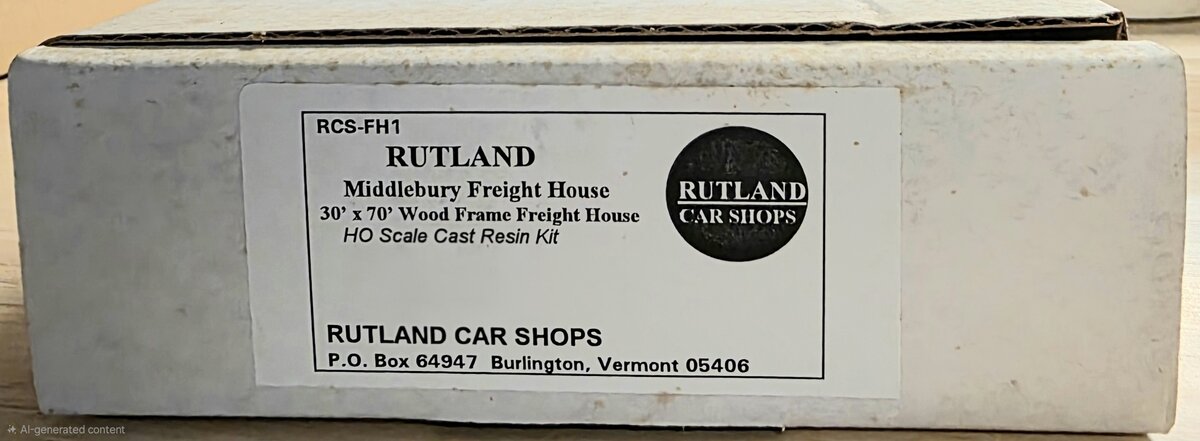 RCS-FH1
RUTLAND
Middlebury Freight House
30' x 70' Wood Frame Freight House
HO Scale Cast Resin Kit
RUTLAND
CAR SHOPS
RUTLAND CAR SHOPS
P.O. Box 64947 Burlington, Vermont 05406
AI-generated content